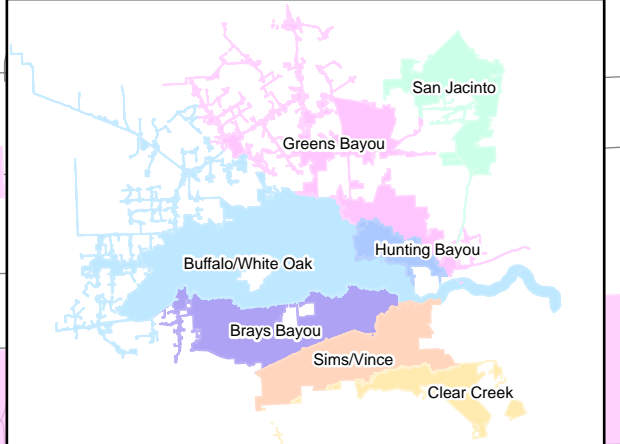 San Jacinto
Greens Bayou
Hunting Bayou
Buffalo/White Oak
Brays Bayou
Sims/Vince
Clear Creek